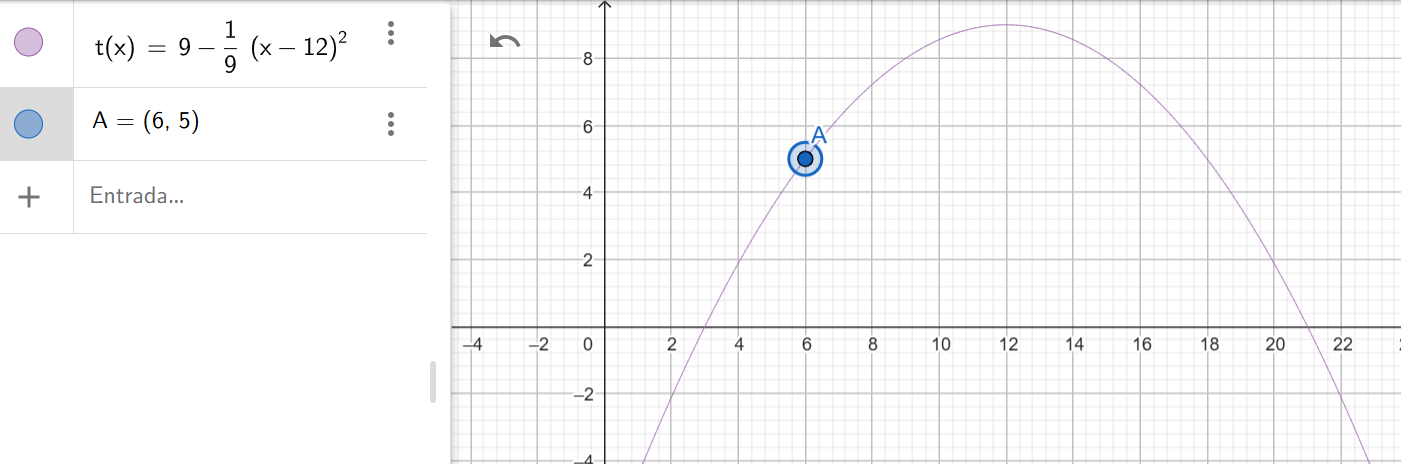 t(x) = 9 − 1/9 (x − 12)²
A = (6, 5)
+ Entrada...
8
A
6
4
2
–4 –2 0 2 4 6 8 10 12 14 16 18 20 22
–2
–4